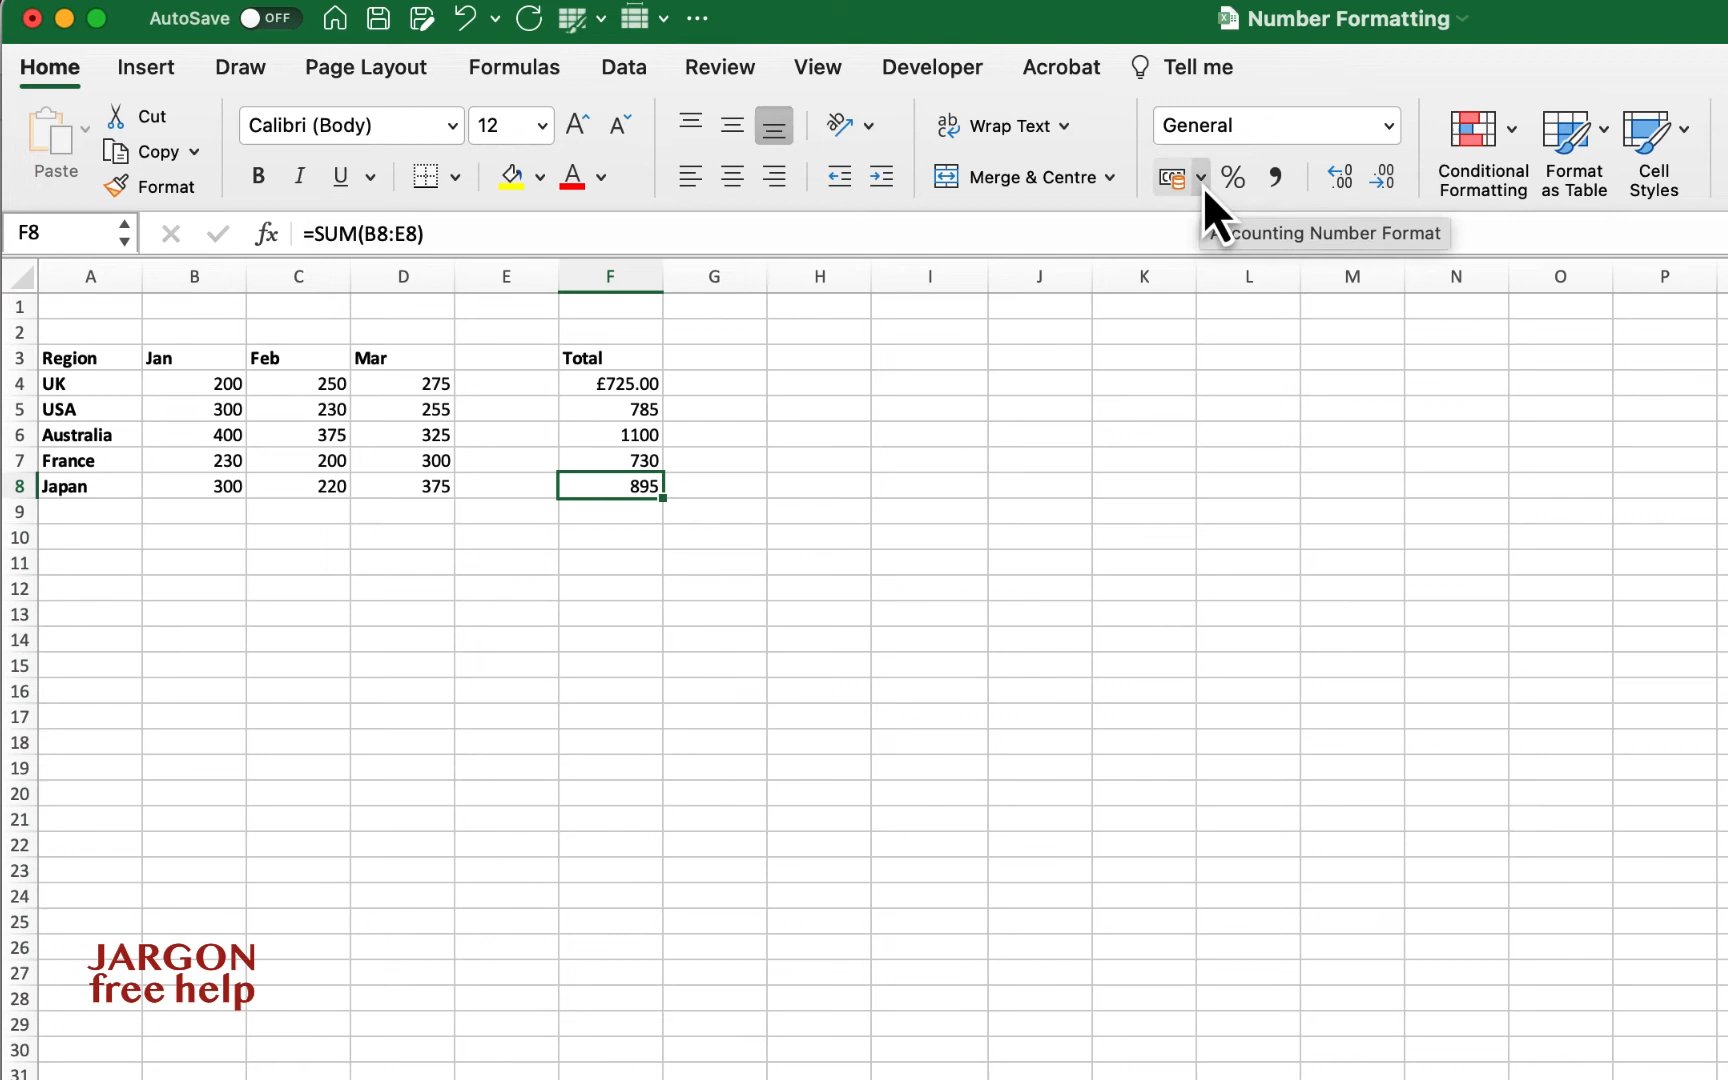 AutoSave OFF Number Formatting
Home Insert Draw Page Layout Formulas Data Review View Developer Acrobat Tell me
Paste Cut Copy Format
Calibri (Body) 12
B I U A
Wrap Text
Merge & Centre
General
% , .00 .00
Conditional Formatting
Format as Table
Cell Styles
F8 fx =SUM(B8:E8)
counting Number Format
A B C D E F G H I J K L M N O P
1
2
3 Region Jan Feb Mar Total
4 UK 200 250 275 £725.00
5 USA 300 230 255 785
6 Australia 400 375 325 1100
7 France 230 200 300 730
8 Japan 300 220 375 895
9
10
11
12
13
14
15
16
17
18
19
20
21
22
23
24
25
26
27
28
29
30
31
JARGON
free help